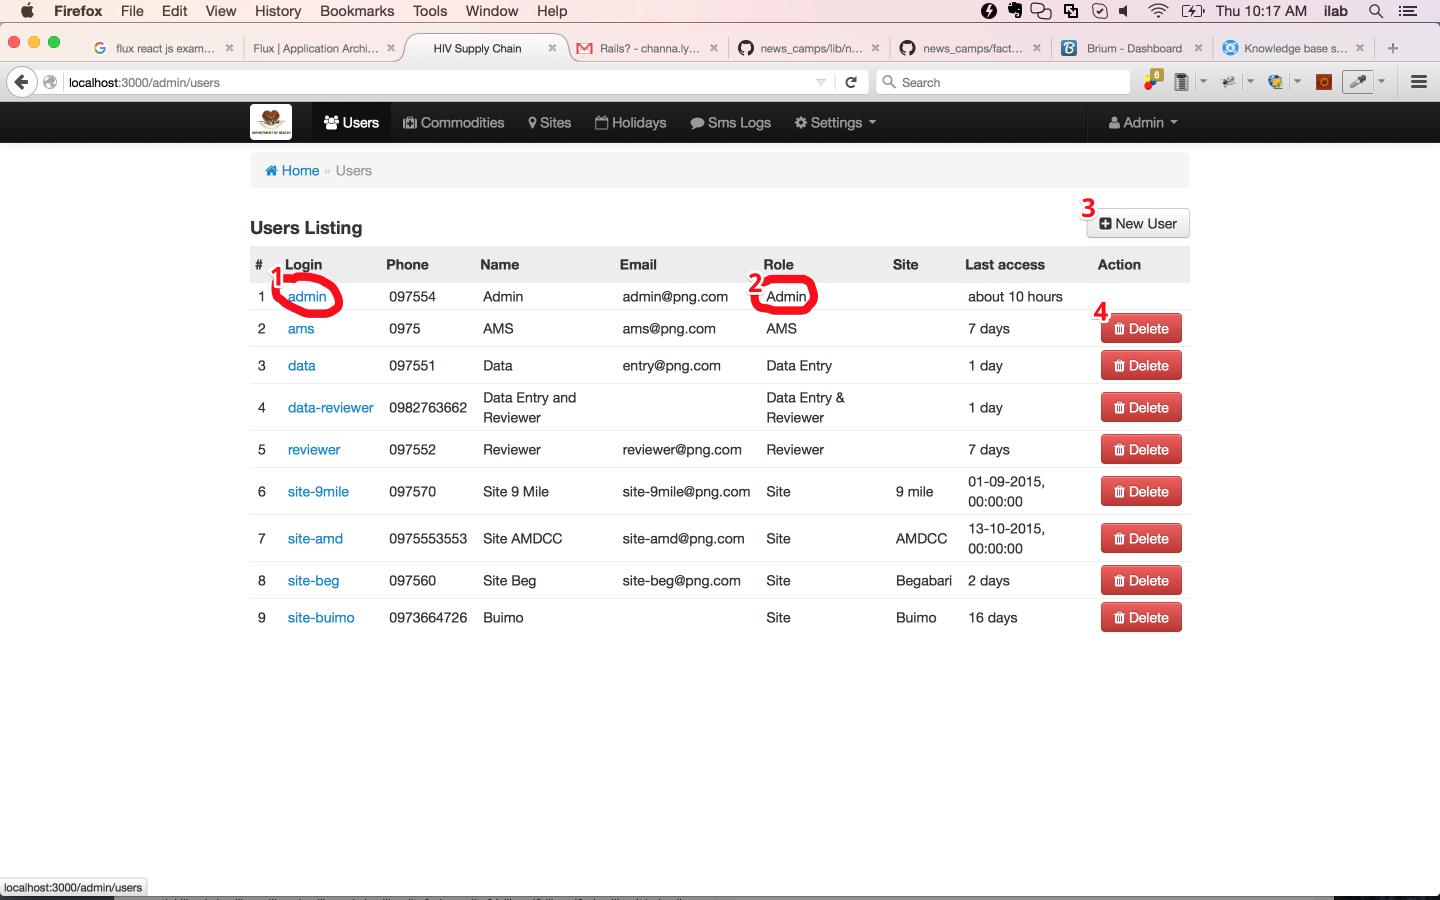 Firefox File Edit View History Bookmarks Tools Window Help Thu 10:17 AM ilab
flux react js exam... Flux | Application Archi... HIV Supply Chain Rails? - channa.ly... news_camps/lib/n... news_camps/fact... Brium - Dashboard Knowledge base s...
localhost:3000/admin/users Search 6
DEPARTMENT OF HEALTH Users Commodities Sites Holidays Sms Logs Settings Admin
Home » Users
3
Users Listing New User
# Login Phone Name Email Role Site Last access Action
1 2
1 admin 097554 Admin admin@png.com Admin about 10 hours
4
2 ams 0975 AMS ams@png.com AMS 7 days Delete
3 data 097551 Data entry@png.com Data Entry 1 day Delete
4 data-reviewer 0982763662 Data Entry and Reviewer Data Entry & Reviewer 1 day Delete
5 reviewer 097552 Reviewer reviewer@png.com Reviewer 7 days Delete
6 site-9mile 097570 Site 9 Mile site-9mile@png.com Site 9 mile 01-09-2015, 00:00:00 Delete
7 site-amd 0975553553 Site AMDCC site-amd@png.com Site AMDCC 13-10-2015, 00:00:00 Delete
8 site-beg 097560 Site Beg site-beg@png.com Site Begabari 2 days Delete
9 site-buimo 0973664726 Buimo Site Buimo 16 days Delete
localhost:3000/admin/users